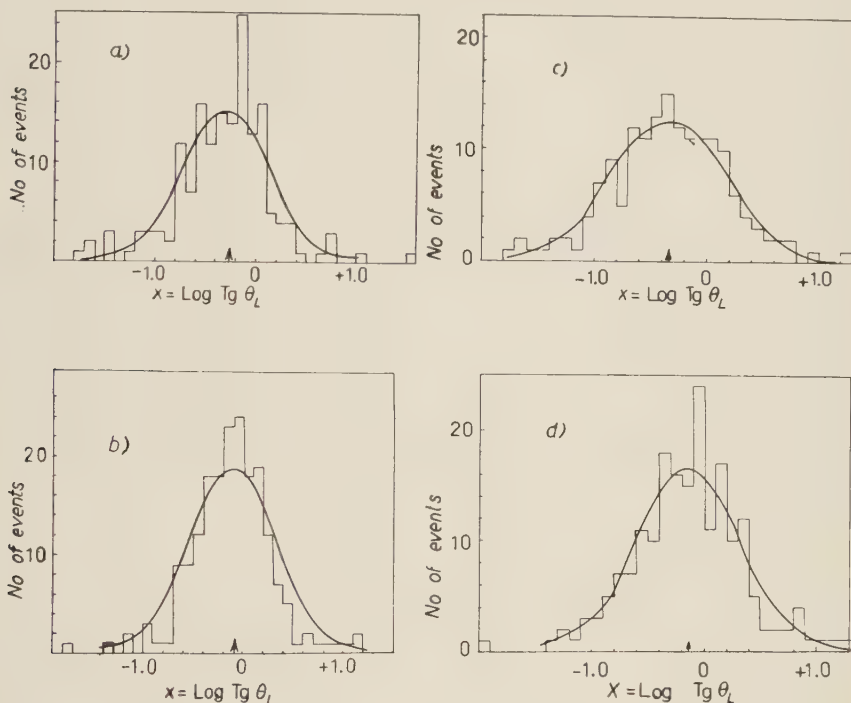 a)
20
10
No of events
-1.0 0 +1.0
x = Log Tg θL
c)
20
10
0
No of events
-1.0 0 +1.0
x = Log Tg θL
b)
20
10
No of events
-1.0 0 +1.0
x = Log Tg θL
d)
20
10
0
No of events
-1.0 0 +1.0
X = Log Tg θL